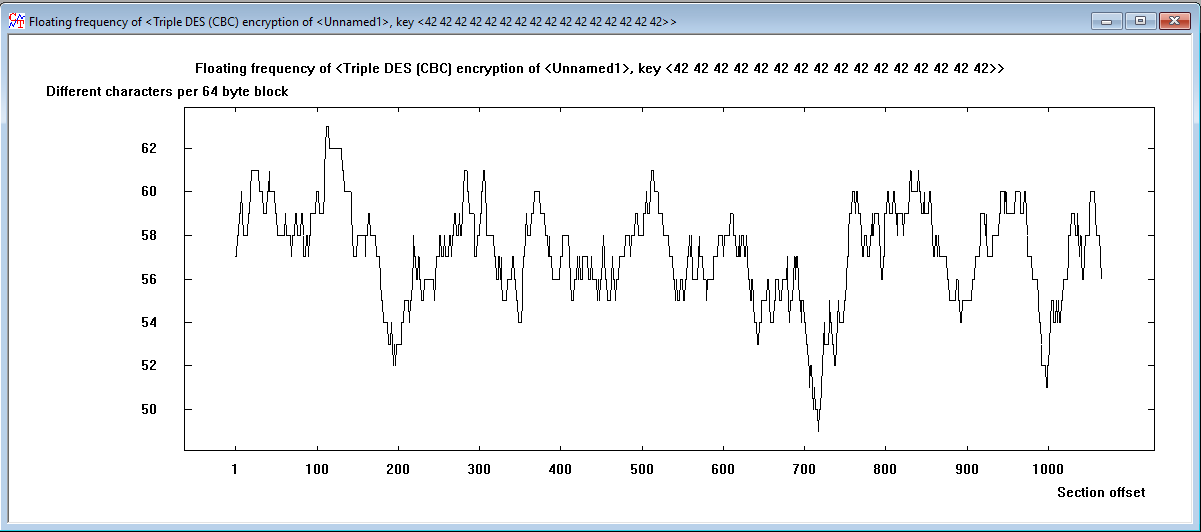 Floating frequency of <Triple DES (CBC) encryption of <Unnamed1>, key <42 42 42 42 42 42 42 42 42 42 42 42 42 42 42 42>>
Floating frequency of <Triple DES (CBC) encryption of <Unnamed1>, key <42 42 42 42 42 42 42 42 42 42 42 42 42 42 42 42>>
Different characters per 64 byte block
62
60
58
56
54
52
50
1 100 200 300 400 500 600 700 800 900 1000
Section offset